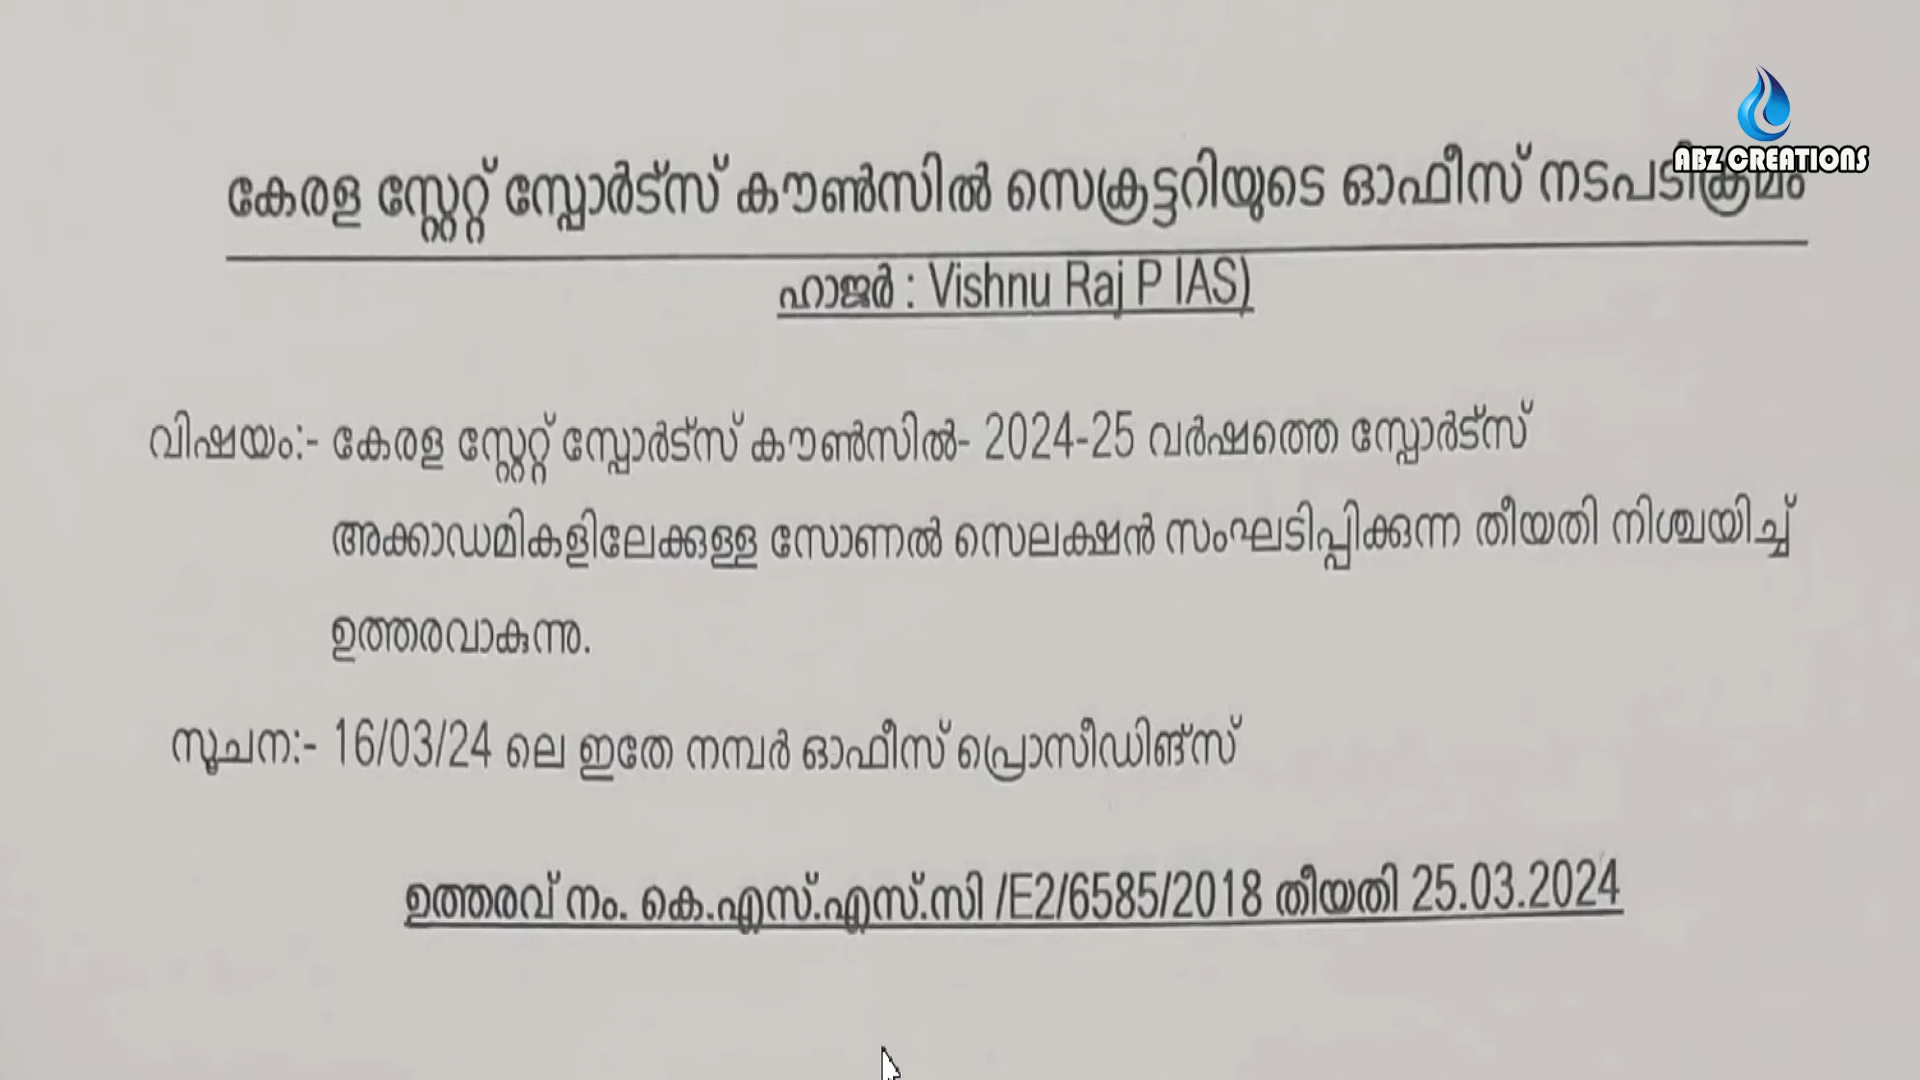 ABZ CREATIONS
കേരള സ്റ്റേറ്റ് സ്പോർട്സ് കൗൺസിൽ സെക്രട്ടറിയുടെ ഓഫീസ് നടപടിക്രമം
ഹാജർ : Vishnu Raj P IAS)
വിഷയം:- കേരള സ്റ്റേറ്റ് സ്പോർട്സ് കൗൺസിൽ- 2024-25 വർഷത്തെ സ്പോർട്സ്
അക്കാഡമികളിലേക്കുള്ള സോണൽ സെലക്ഷൻ സംഘടിപ്പിക്കുന്ന തീയതി നിശ്ചയിച്ച്
ഉത്തരവാകുന്നു.
സൂചന:- 16/03/24 ലെ ഇതേ നമ്പർ ഓഫീസ് പ്രൊസീഡിങ്സ്
ഉത്തരവ് നം. കെ.എസ്.എസ്.സി /E2/6585/2018 തീയതി 25.03.2024